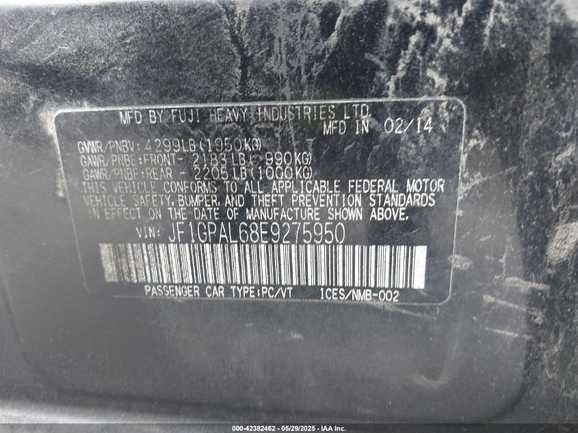 MFD BY FUJI HEAVY INDUSTRIES LTD.
MFD IN 02/14
GVWR/PNBV: 4299LB(1950KG)
GAWR/PNBE:FRONT- 2183LB( 990KG)
GAWR/PNBE:REAR - 2205LB(1000KG)
THIS VEHICLE CONFORMS TO ALL APPLICABLE FEDERAL MOTOR
VEHICLE SAFETY, BUMPER, AND THEFT PREVENTION STANDARDS
IN EFFECT ON THE DATE OF MANUFACTURE SHOWN ABOVE.
VIN: JF1GPAL68E9275950
PASSENGER CAR TYPE:PC/VT ICES/NMB-002
000-42382462 - 05/29/2025 - IAAI.COM